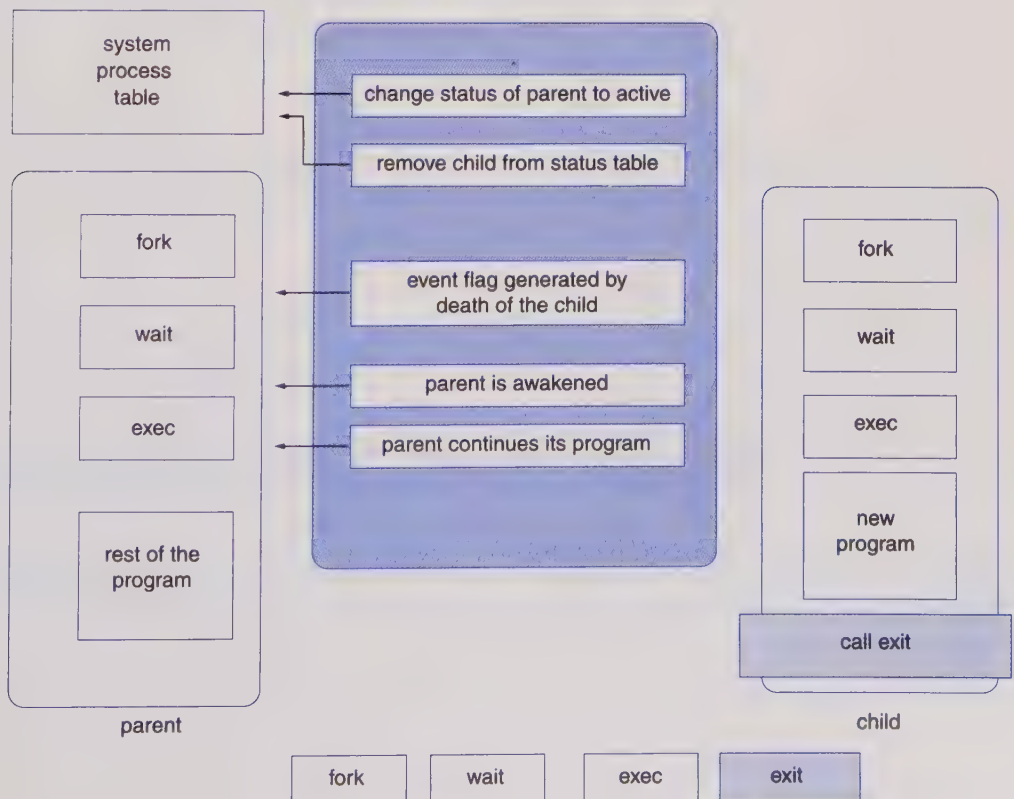 system
process
table
change status of parent to active
remove child from status table
event flag generated by
death of the child
parent is awakened
parent continues its program
fork
wait
exec
rest of the
program
parent
fork
wait
exec
new
program
call exit
child
fork
wait
exec
exit